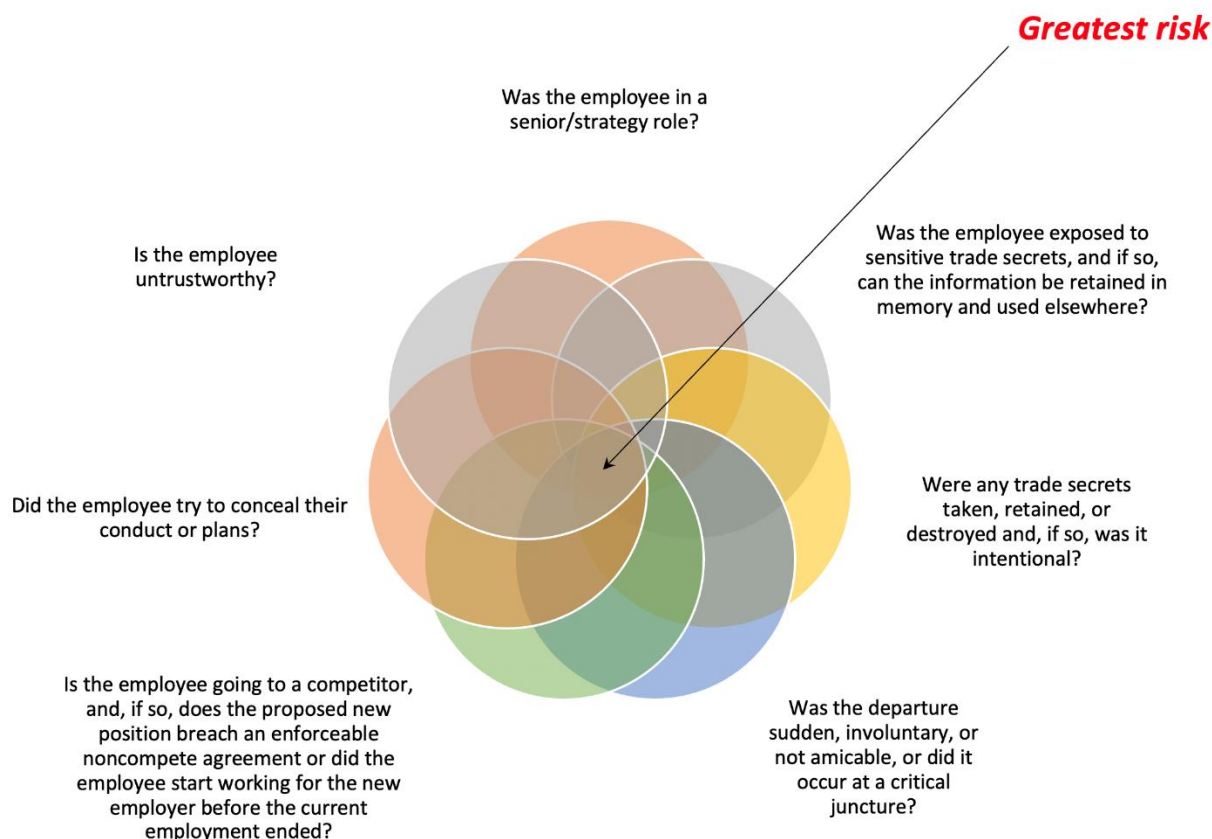 Greatest risk
Was the employee in a
senior/strategy role?
Is the employee
untrustworthy?
Was the employee exposed to
sensitive trade secrets, and if so,
can the information be retained in
memory and used elsewhere?
Did the employee try to conceal their
conduct or plans?
Were any trade secrets
taken, retained, or
destroyed and, if so, was it
intentional?
Is the employee going to a competitor,
and, if so, does the proposed new
position breach an enforceable
noncompete agreement or did the
employee start working for the new
employer before the current
employment ended?
Was the departure
sudden, involuntary, or
not amicable, or did it
occur at a critical
juncture?